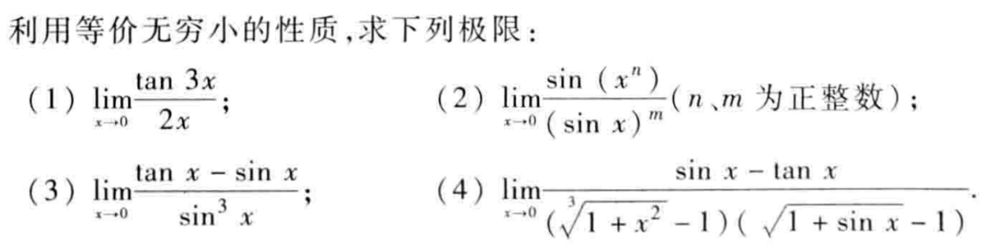 利用等价无穷小的性质,求下列极限:
(1) \lim_{x \to 0} \frac{\tan 3x}{2x}; (2) \lim_{x \to 0} \frac{\sin (x^n)}{(\sin x)^m} (n、m 为正整数);
(3) \lim_{x \to 0} \frac{\tan x - \sin x}{\sin^3 x}; (4) \lim_{x \to 0} \frac{\sin x - \tan x}{(\sqrt[3]{1 + x^2} - 1)(\sqrt{1 + \sin x} - 1)}.